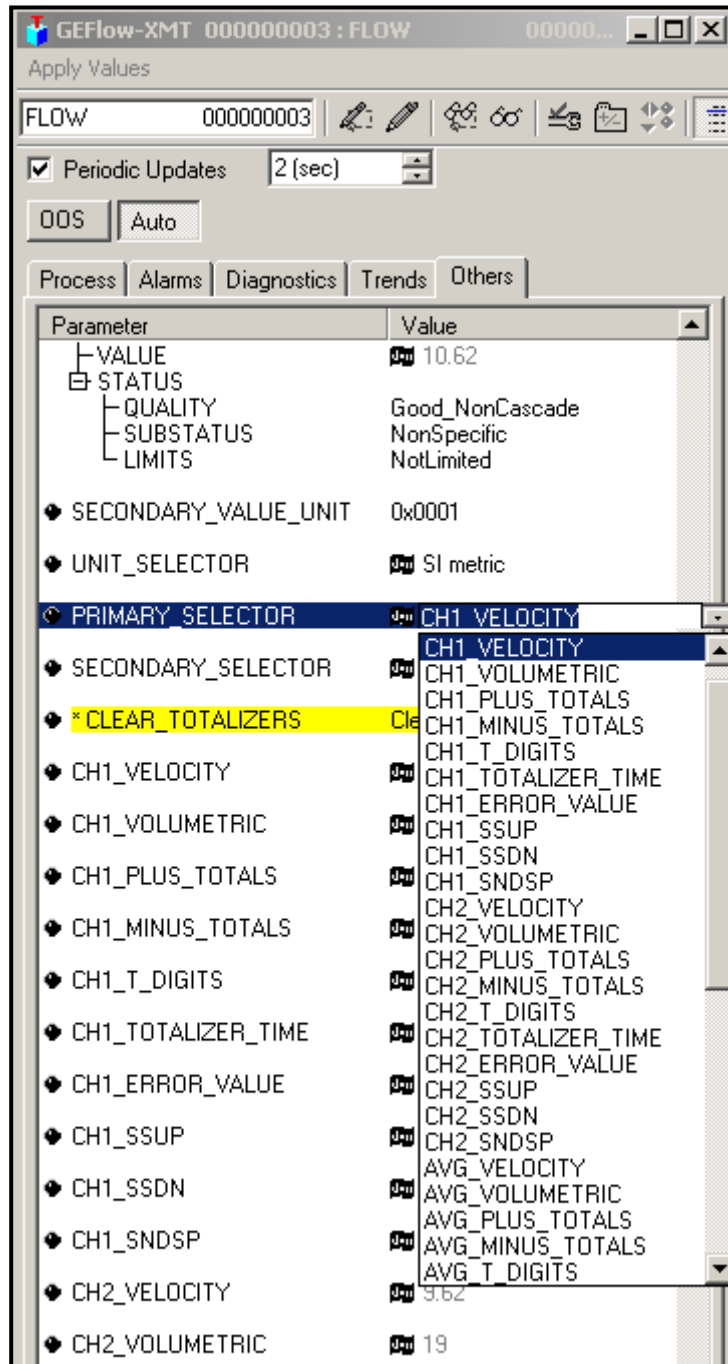 GEFlow-XMT 000000003 : FLOW 00000...
Apply Values
FLOW 000000003
Periodic Updates 2 (sec)
OOS Auto
Process Alarms Diagnostics Trends Others
Parameter Value
VALUE 10.62
STATUS
QUALITY Good_NonCascade
SUBSTATUS NonSpecific
LIMITS NotLimited
SECONDARY_VALUE_UNIT 0x0001
UNIT_SELECTOR SI metric
PRIMARY_SELECTOR CH1_VELOCITY
CH1_VELOCITY
SECONDARY_SELECTOR CH1_VOLUMETRIC
CH1_PLUS_TOTALS
* CLEAR_TOTALIZERS Cle CH1_MINUS_TOTALS
CH1_T_DIGITS
CH1_VELOCITY CH1_TOTALIZER_TIME
CH1_ERROR_VALUE
CH1_VOLUMETRIC CH1_SSUP
CH1_SSDN
CH1_PLUS_TOTALS CH1_SNDSP
CH2_VELOCITY
CH1_MINUS_TOTALS CH2_VOLUMETRIC
CH2_PLUS_TOTALS
CH1_T_DIGITS CH2_MINUS_TOTALS
CH2_T_DIGITS
CH1_TOTALIZER_TIME CH2_TOTALIZER_TIME
CH2_ERROR_VALUE
CH1_ERROR_VALUE CH2_SSUP
CH2_SSDN
CH1_SSUP CH2_SNDSP
AVG_VELOCITY
CH1_SSDN AVG_VOLUMETRIC
AVG_PLUS_TOTALS
CH1_SNDSP AVG_MINUS_TOTALS
AVG_T_DIGITS
CH2_VELOCITY 9.62
CH2_VOLUMETRIC 19